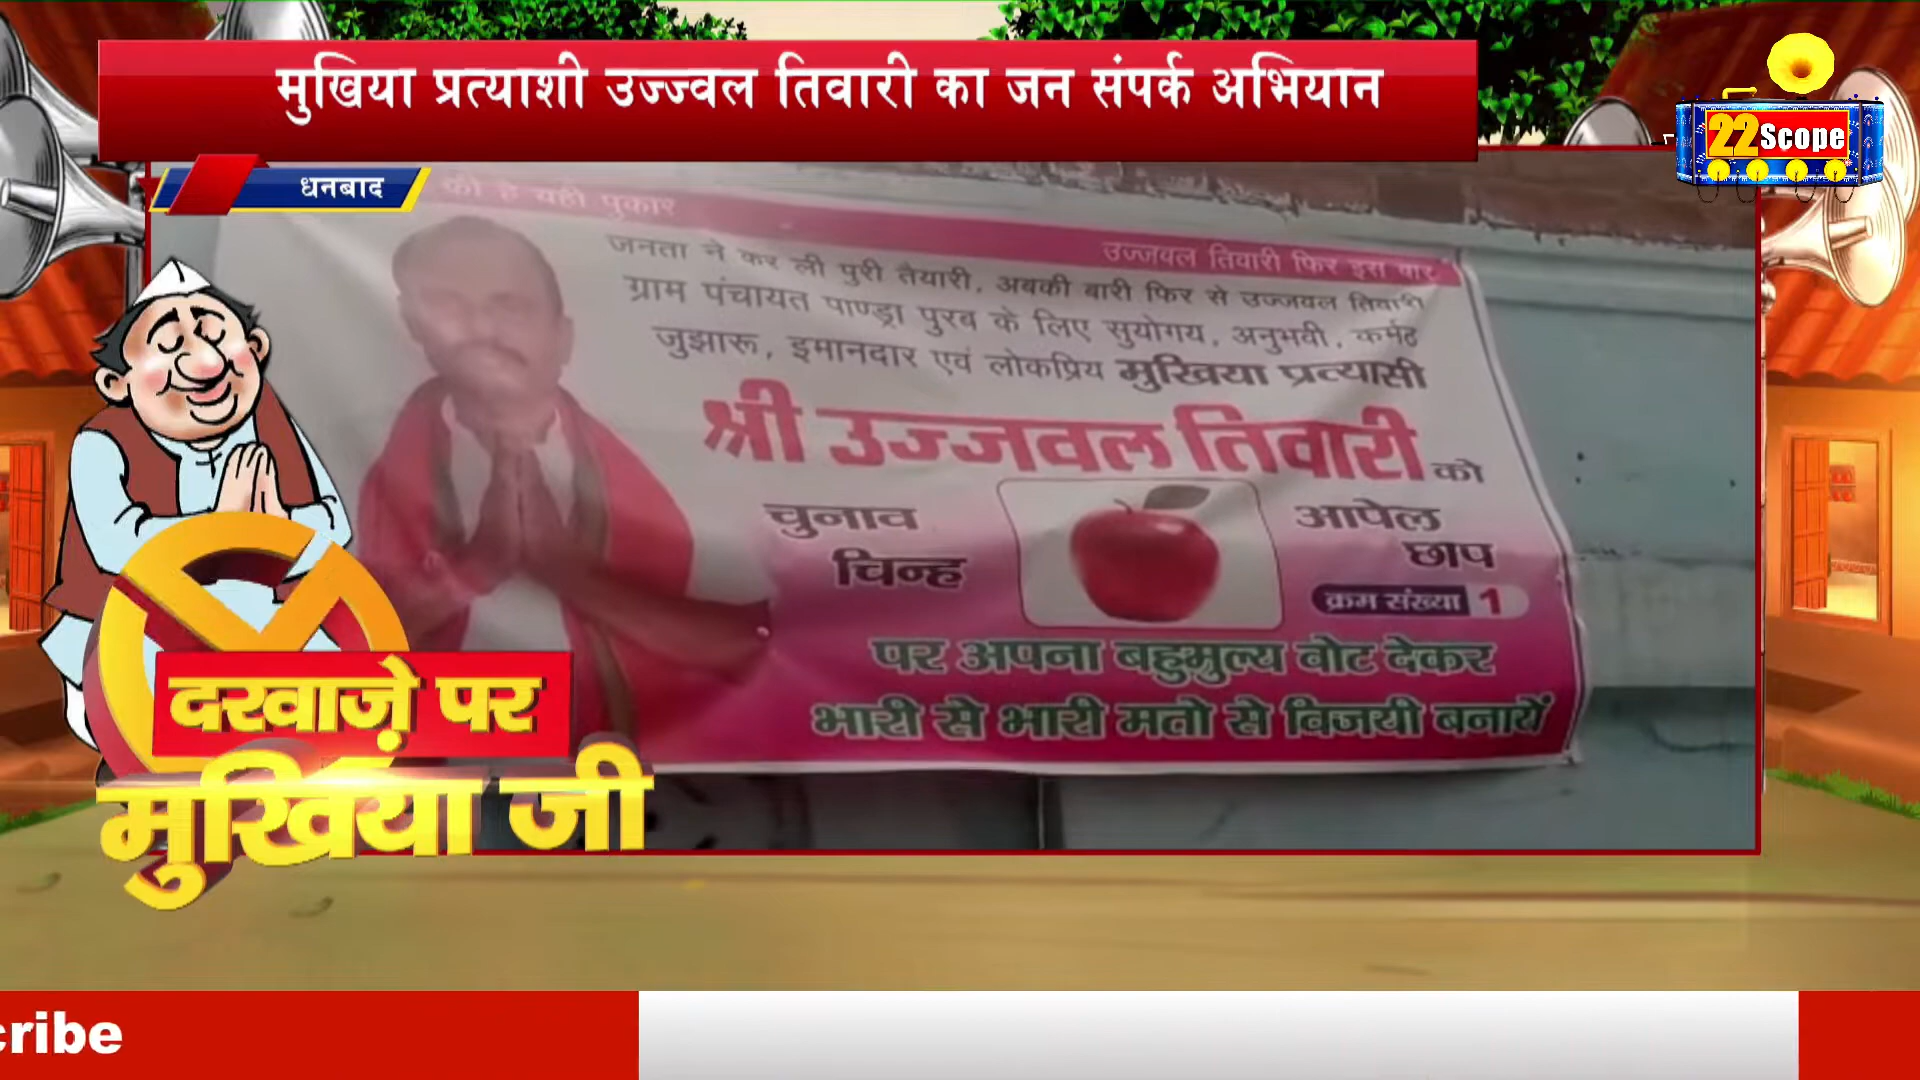 मुखिया प्रत्याशी उज्ज्वल तिवारी का जन संपर्क अभियान
22Scope
धनबाद
की है यही पुकार
उज्जवल तिवारी फिर इस बार
जनता ने कर ली पुरी तैयारी, अबकी बारी फिर से उज्जवल तिवारी
ग्राम पंचायत पाण्ड्रा पुरब के लिए सुयोगय, अनुभवी, कर्मठ
जुझारू, इमानदार एवं लोकप्रिय मुखिया प्रत्यासी
श्री उज्जवल तिवारी को
चुनाव चिन्ह
आपेल छाप
क्रम संख्या 1
पर अपना बहुमुल्य वोट देकर
भारी से भारी मतो से विजयी बनायें
दरवाज़े पर
मुखिया जी
cribe